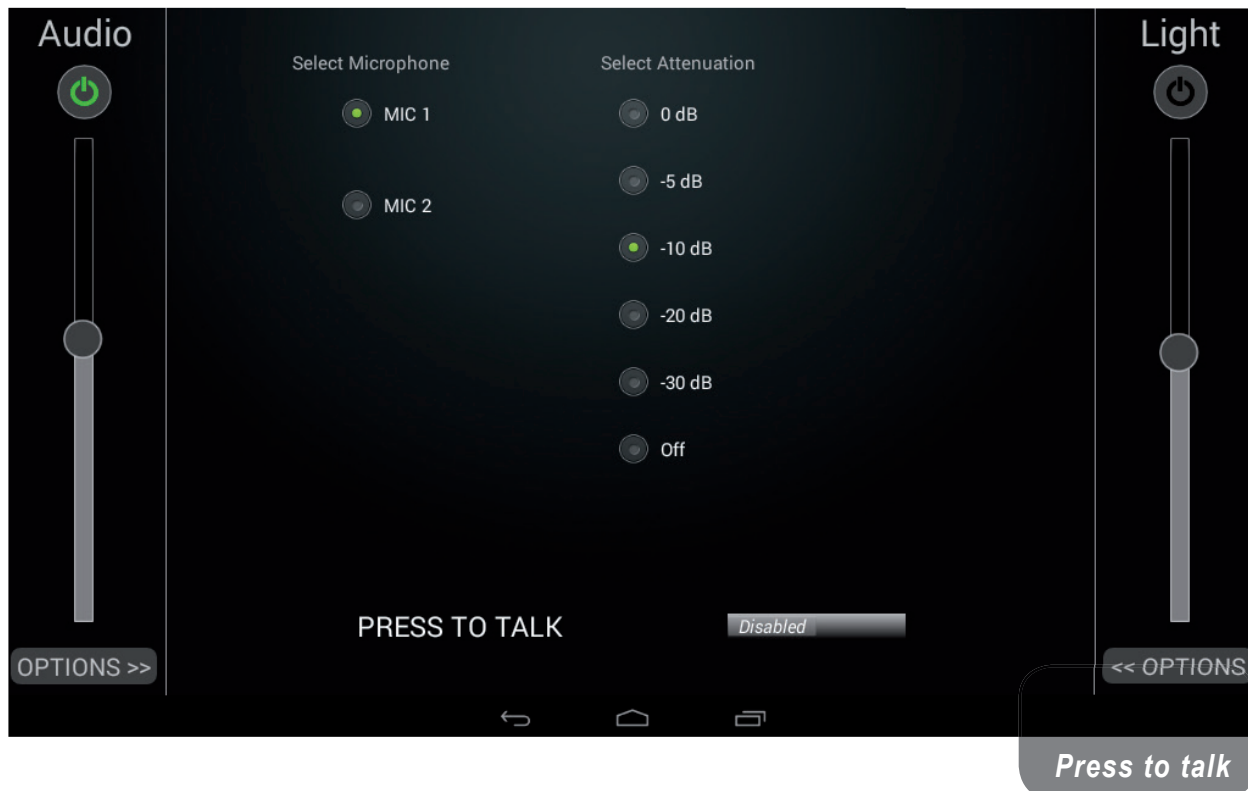 Audio
Light
Select Microphone
Select Attenuation
MIC 1
MIC 2
0 dB
-5 dB
-10 dB
-20 dB
-30 dB
Off
PRESS TO TALK
Disabled
OPTIONS >>
<< OPTIONS
Press to talk